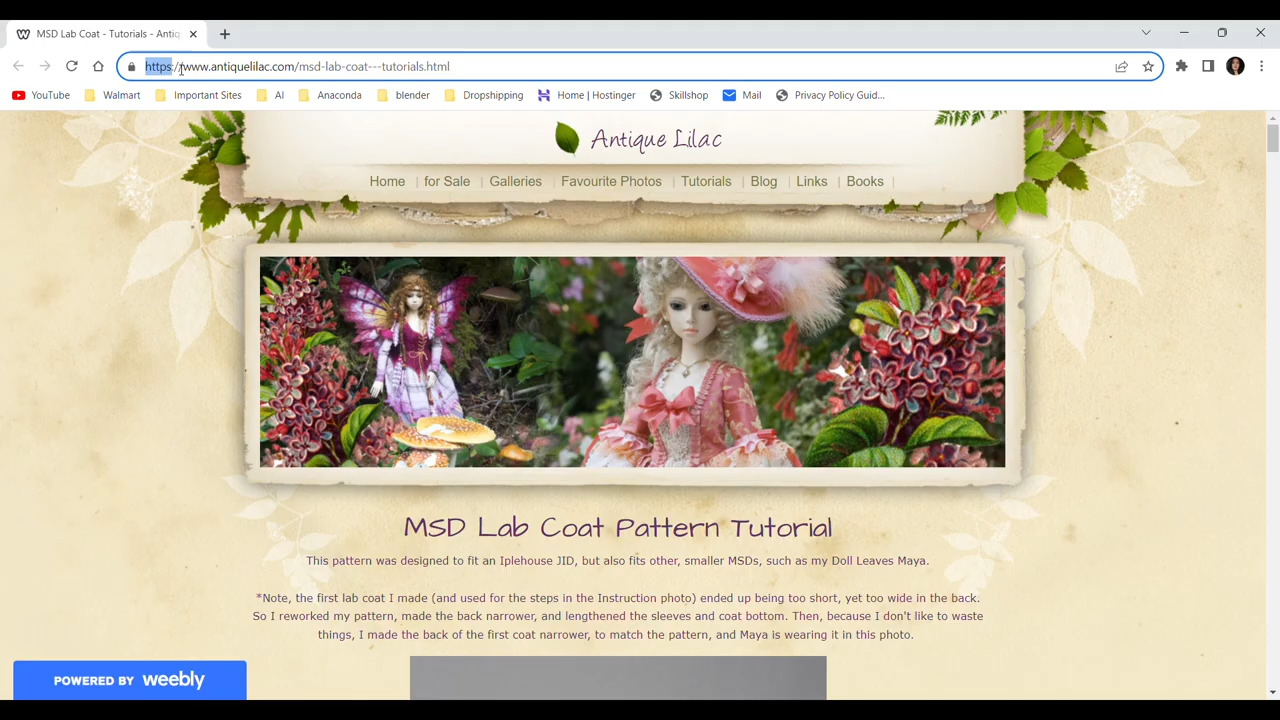 MSD Lab Coat - Tutorials - Antiq
https://www.antiquelilac.com/msd-lab-coat---tutorials.html
YouTube Walmart Important Sites AI Anaconda blender Dropshipping Home | Hostinger Skillshop Mail Privacy Policy Guid...
Antique Lilac
Home | for Sale | Galleries | Favourite Photos | Tutorials | Blog | Links | Books |
MSD Lab Coat Pattern Tutorial
This pattern was designed to fit an Iplehouse JID, but also fits other, smaller MSDs, such as my Doll Leaves Maya.
*Note, the first lab coat I made (and used for the steps in the Instruction photo) ended up being too short, yet too wide in the back.
So I reworked my pattern, made the back narrower, and lengthened the sleeves and coat bottom. Then, because I don't like to waste
things, I made the back of the first coat narrower, to match the pattern, and Maya is wearing it in this photo.
POWERED BY weebly